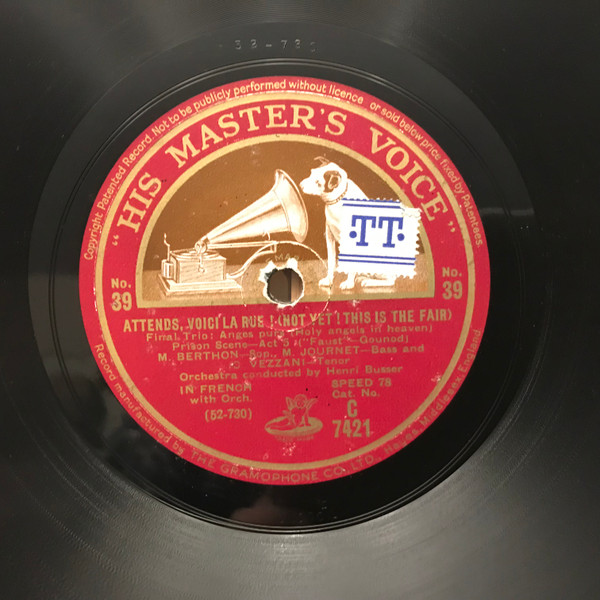 Copyright Patented Record. Not to be publicly performed without licence or sold below price fixed by Patentees.
"HIS MASTER'S VOICE"
·TT·
No. 39
No. 39
ATTENDS, VOICI LA RUE ! (NOT YET ! THIS IS THE FAIR)
Final Trio: Anges purs (Holy angels in heaven)
Prison Scene—Act 5 ("Faust"—Gounod)
M. BERTHON—Sop., M. JOURNET—Bass and
VEZZANI—Tenor
Orchestra conducted by Henri Busser
IN FRENCH
with Orch.
SPEED 78
Cat. No.
(52-730)
C
7421
Record manufactured by THE GRAMOPHONE CO. LTD., Hayes, Middlesex, England.